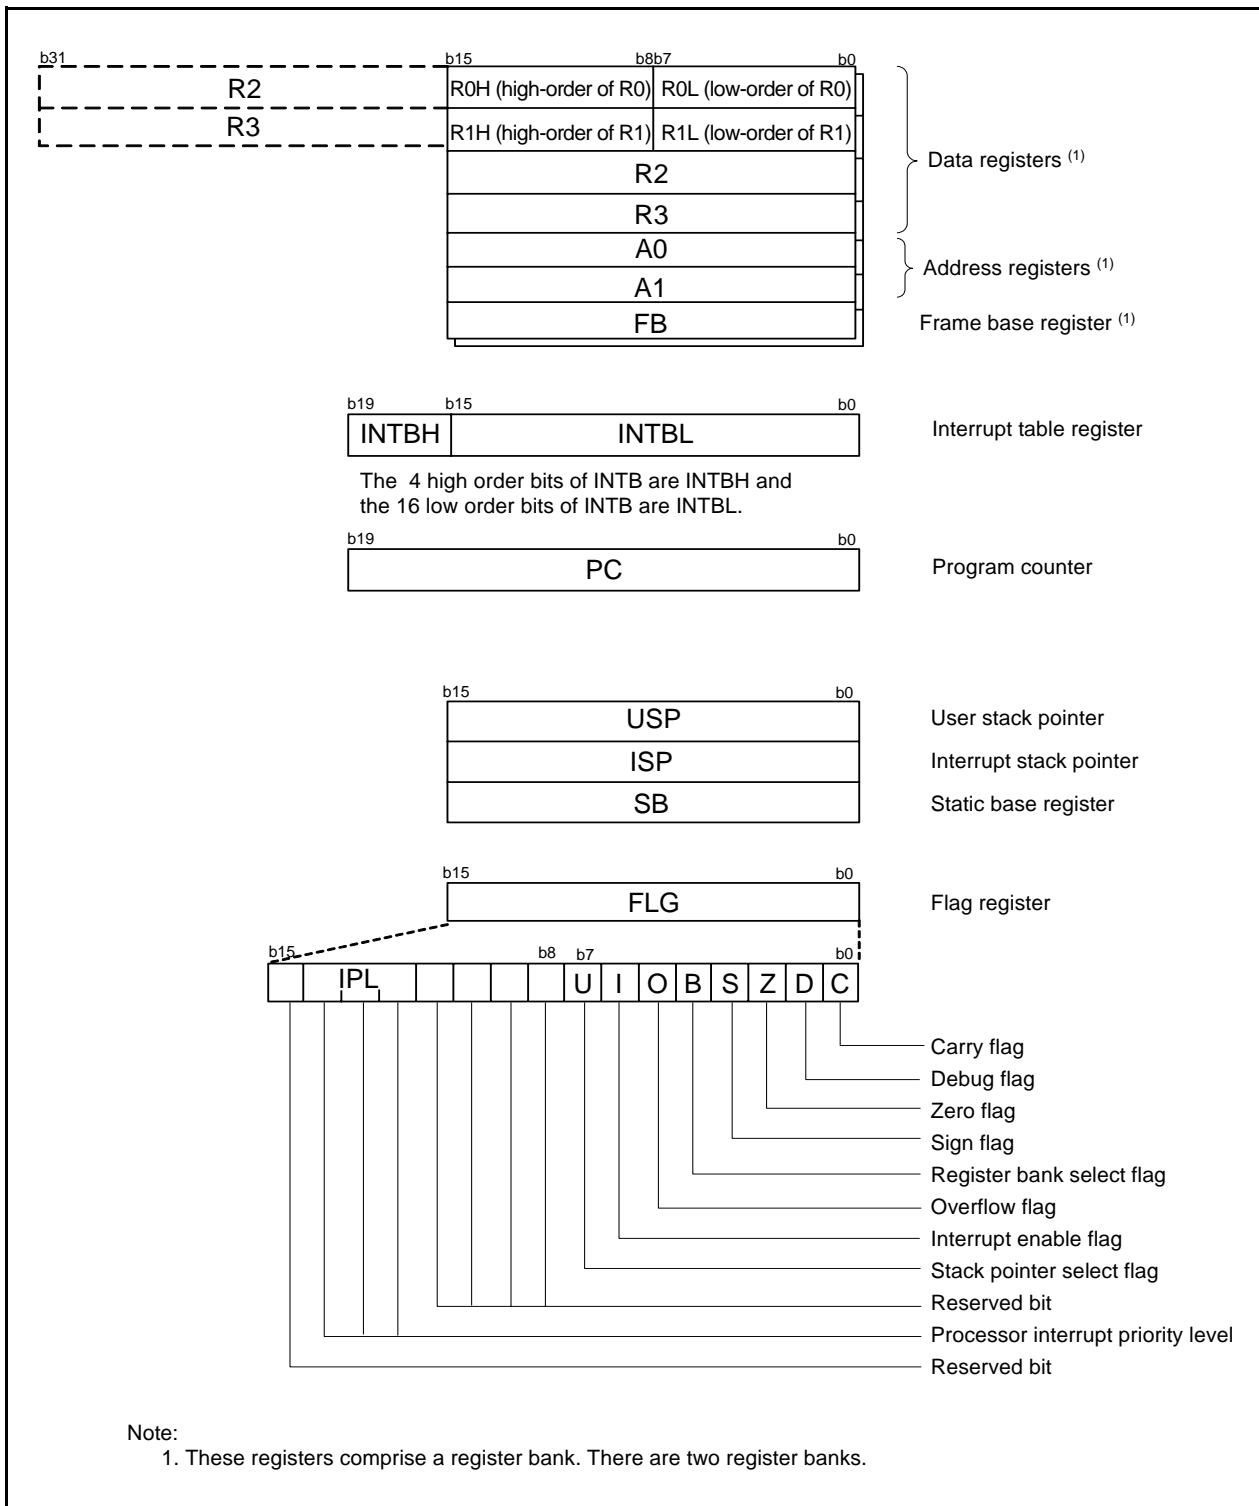 b31 b15 b8b7 b0
R2 R0H (high-order of R0) R0L (low-order of R0)
R3 R1H (high-order of R1) R1L (low-order of R1)
Data registers (1)
R2
R3
A0
Address registers (1)
A1
FB Frame base register (1)
b19 b15 b0
INTBH INTBL Interrupt table register
The 4 high order bits of INTB are INTBH and
the 16 low order bits of INTB are INTBL.
b19 b0
PC Program counter
b15 b0
USP User stack pointer
ISP Interrupt stack pointer
SB Static base register
b15 b0
FLG Flag register
b15 b8 b7 b0
IPL U I O B S Z D C
Carry flag
Debug flag
Zero flag
Sign flag
Register bank select flag
Overflow flag
Interrupt enable flag
Stack pointer select flag
Reserved bit
Processor interrupt priority level
Reserved bit
Note:
1. These registers comprise a register bank. There are two register banks.